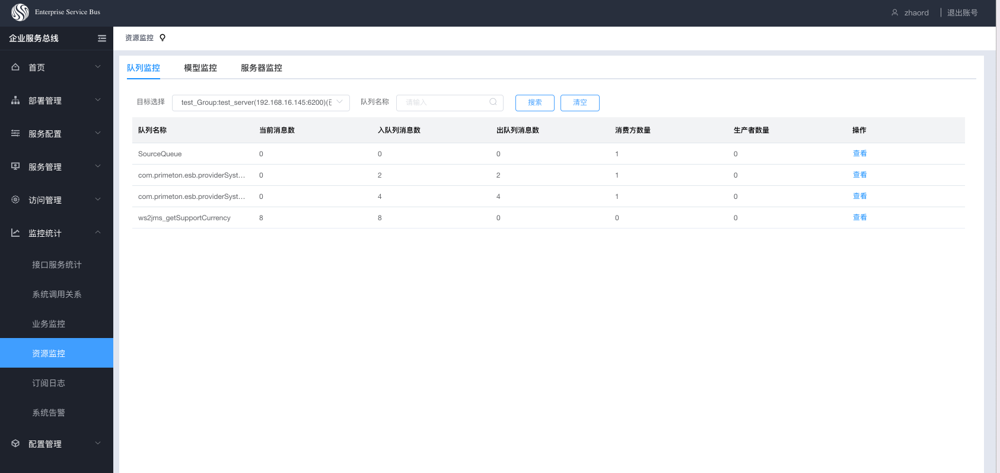 Enterprise Service Bus
zhaord
退出账号
企业服务总线
资源监控
首页
部署管理
服务配置
服务管理
访问管理
监控统计
接口服务统计
系统调用关系
业务监控
资源监控
订阅日志
系统告警
配置管理
队列监控 模型监控 服务器监控
目标选择 test_Group:test_server(192.168.16.145:6200)( 队列名称 请输入 搜索 清空
队列名称 当前消息数 入队列消息数 出队列消息数 消费方数量 生产者数量 操作
SourceQueue 0 0 0 1 0 查看
com.primeton.esb.providerSyst... 0 2 2 1 0 查看
com.primeton.esb.providerSyst... 0 4 4 1 0 查看
ws2jms_getSupportCurrency 8 8 0 0 0 查看